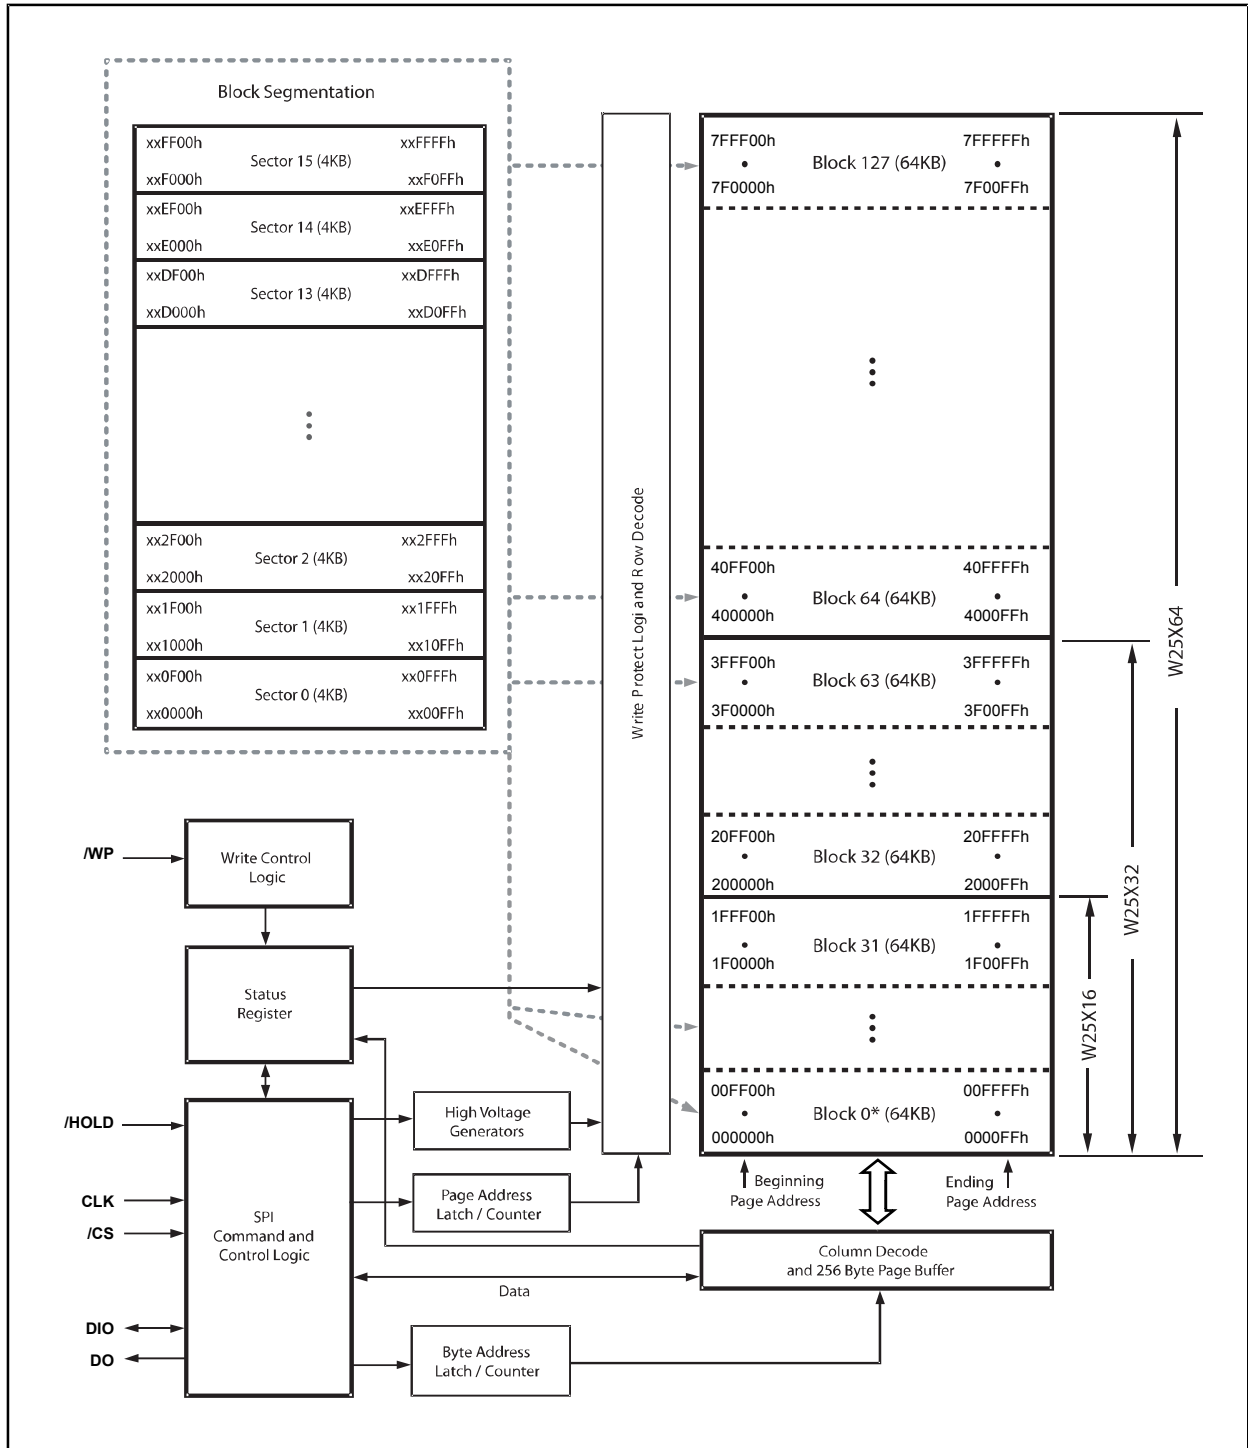 Block Segmentation
xxFF00h xxFFFFh
Sector 15 (4KB)
xxF000h xxF0FFh
xxEF00h xxEFFFh
Sector 14 (4KB)
xxE000h xxE0FFh
xxDF00h xxDFFFh
Sector 13 (4KB)
xxD000h xxD0FFh
xx2F00h xx2FFFh
Sector 2 (4KB)
xx2000h xx20FFh
xx1F00h xx1FFFh
Sector 1 (4KB)
xx1000h xx10FFh
xx0F00h xx0FFFh
Sector 0 (4KB)
xx0000h xx00FFh
Write Protect Logi and Row Decode
7FFF00h 7FFFFFh
Block 127 (64KB)
7F0000h 7F00FFh
40FF00h 40FFFFh
Block 64 (64KB)
400000h 4000FFh
3FFF00h 3FFFFFh
Block 63 (64KB)
3F0000h 3F00FFh
20FF00h 20FFFFh
Block 32 (64KB)
200000h 2000FFh
1FFF00h 1FFFFFh
Block 31 (64KB)
1F0000h 1F00FFh
00FF00h 00FFFFh
Block 0* (64KB)
000000h 0000FFh
W25X16
W25X32
W25X64
Beginning
Page Address
Ending
Page Address
/WP
Write Control
Logic
Status
Register
/HOLD
CLK
/CS
DIO
DO
SPI
Command and
Control Logic
High Voltage
Generators
Page Address
Latch / Counter
Column Decode
and 256 Byte Page Buffer
Data
Byte Address
Latch / Counter